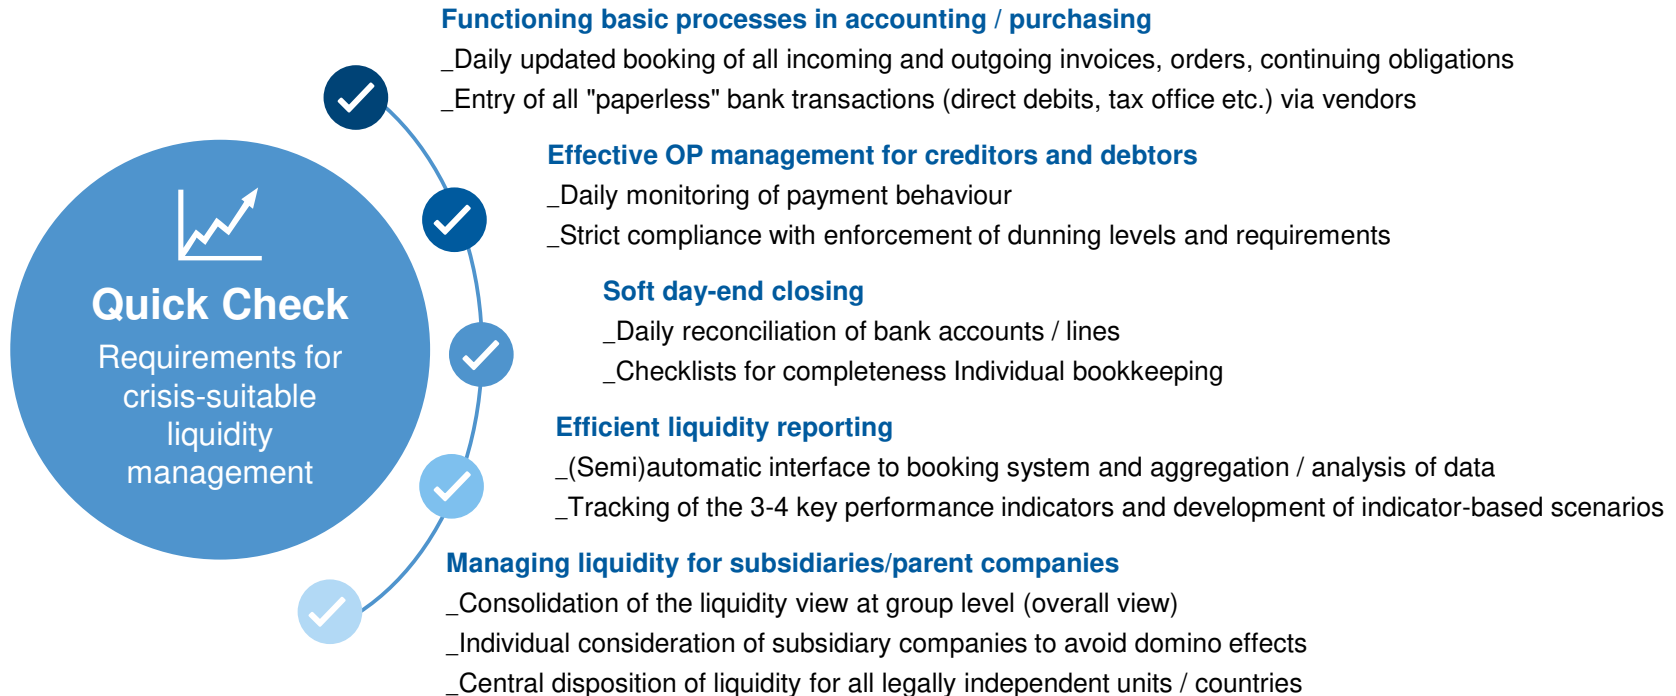 Functioning basic processes in accounting / purchasing
_Daily updated booking of all incoming and outgoing invoices, orders, continuing obligations
_Entry of all "paperless" bank transactions (direct debits, tax office etc.) via vendors
Effective OP management for creditors and debtors
_Daily monitoring of payment behaviour
_Strict compliance with enforcement of dunning levels and requirements
Quick Check
Requirements for
crisis-suitable
liquidity
management
Soft day-end closing
_Daily reconciliation of bank accounts / lines
_Checklists for completeness Individual bookkeeping
Efficient liquidity reporting
_(Semi)automatic interface to booking system and aggregation / analysis of data
_Tracking of the 3-4 key performance indicators and development of indicator-based scenarios
Managing liquidity for subsidiaries/parent companies
_Consolidation of the liquidity view at group level (overall view)
_Individual consideration of subsidiary companies to avoid domino effects
_Central disposition of liquidity for all legally independent units / countries